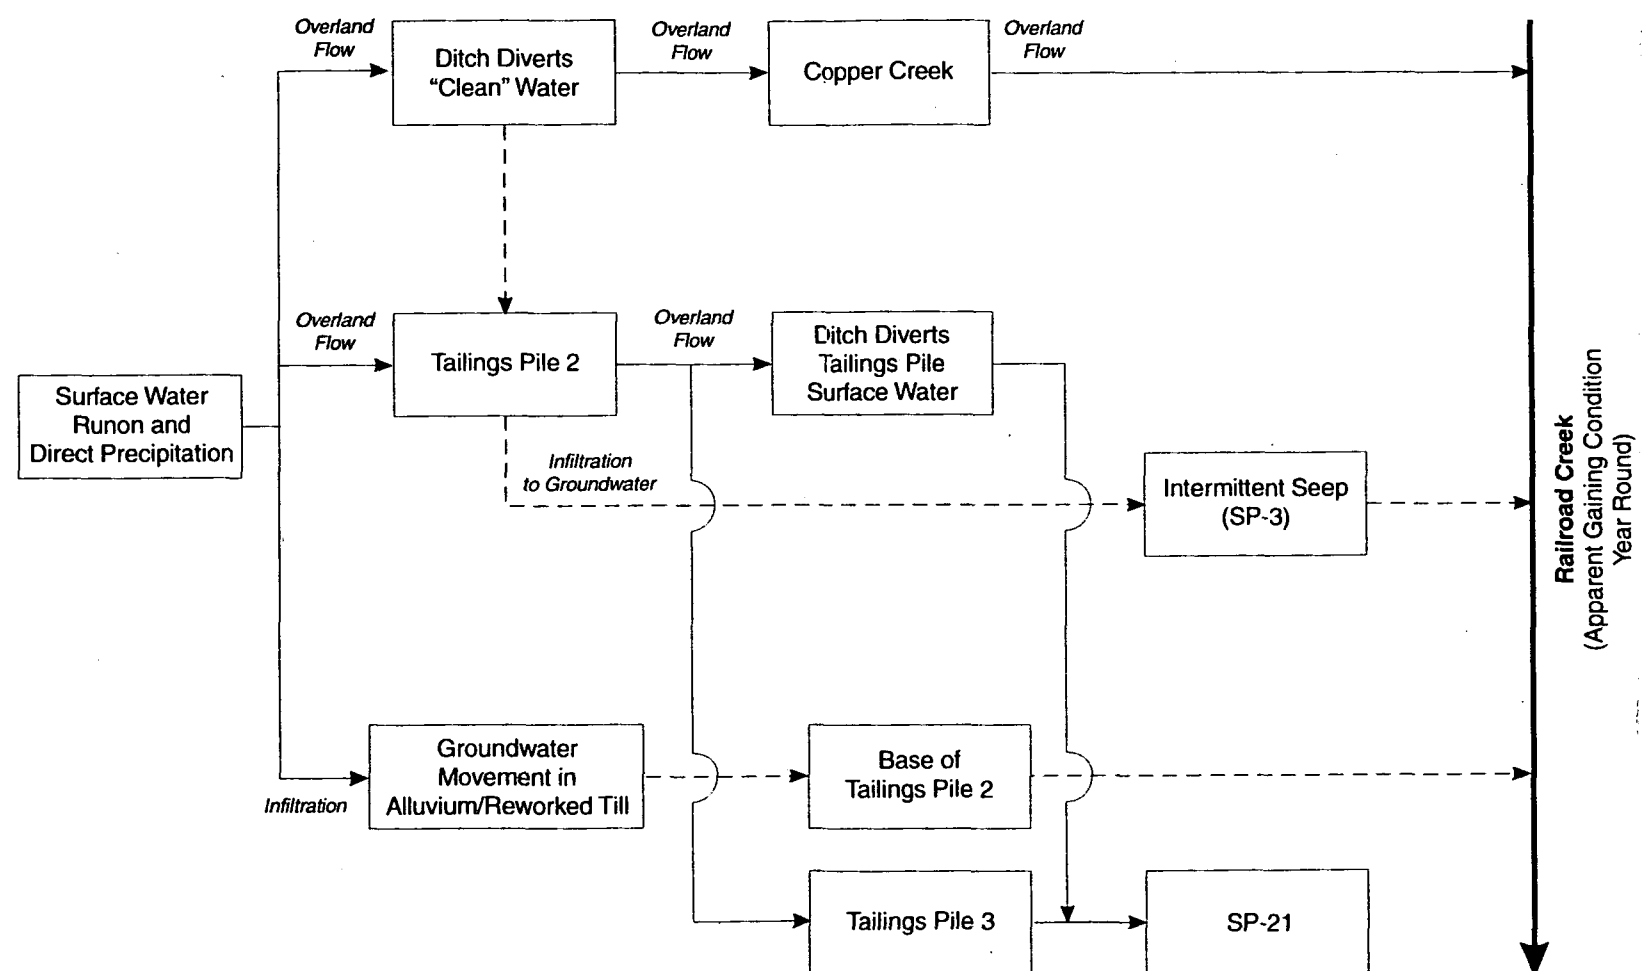 Overland
Flow
Ditch Diverts
“Clean” Water
Overland
Flow
Copper Creek
Overland
Flow
Surface Water
Runon and
Direct Precipitation
Overland
Flow
Tailings Pile 2
Overland
Flow
Ditch Diverts
Tailings Pile
Surface Water
Infiltration
to Groundwater
Intermittent Seep
(SP-3)
Railroad Creek
(Apparent Gaining Condition
Year Round)
Infiltration
Groundwater
Movement in
Alluvium/Reworked Till
Base of
Tailings Pile 2
Tailings Pile 3
SP-21